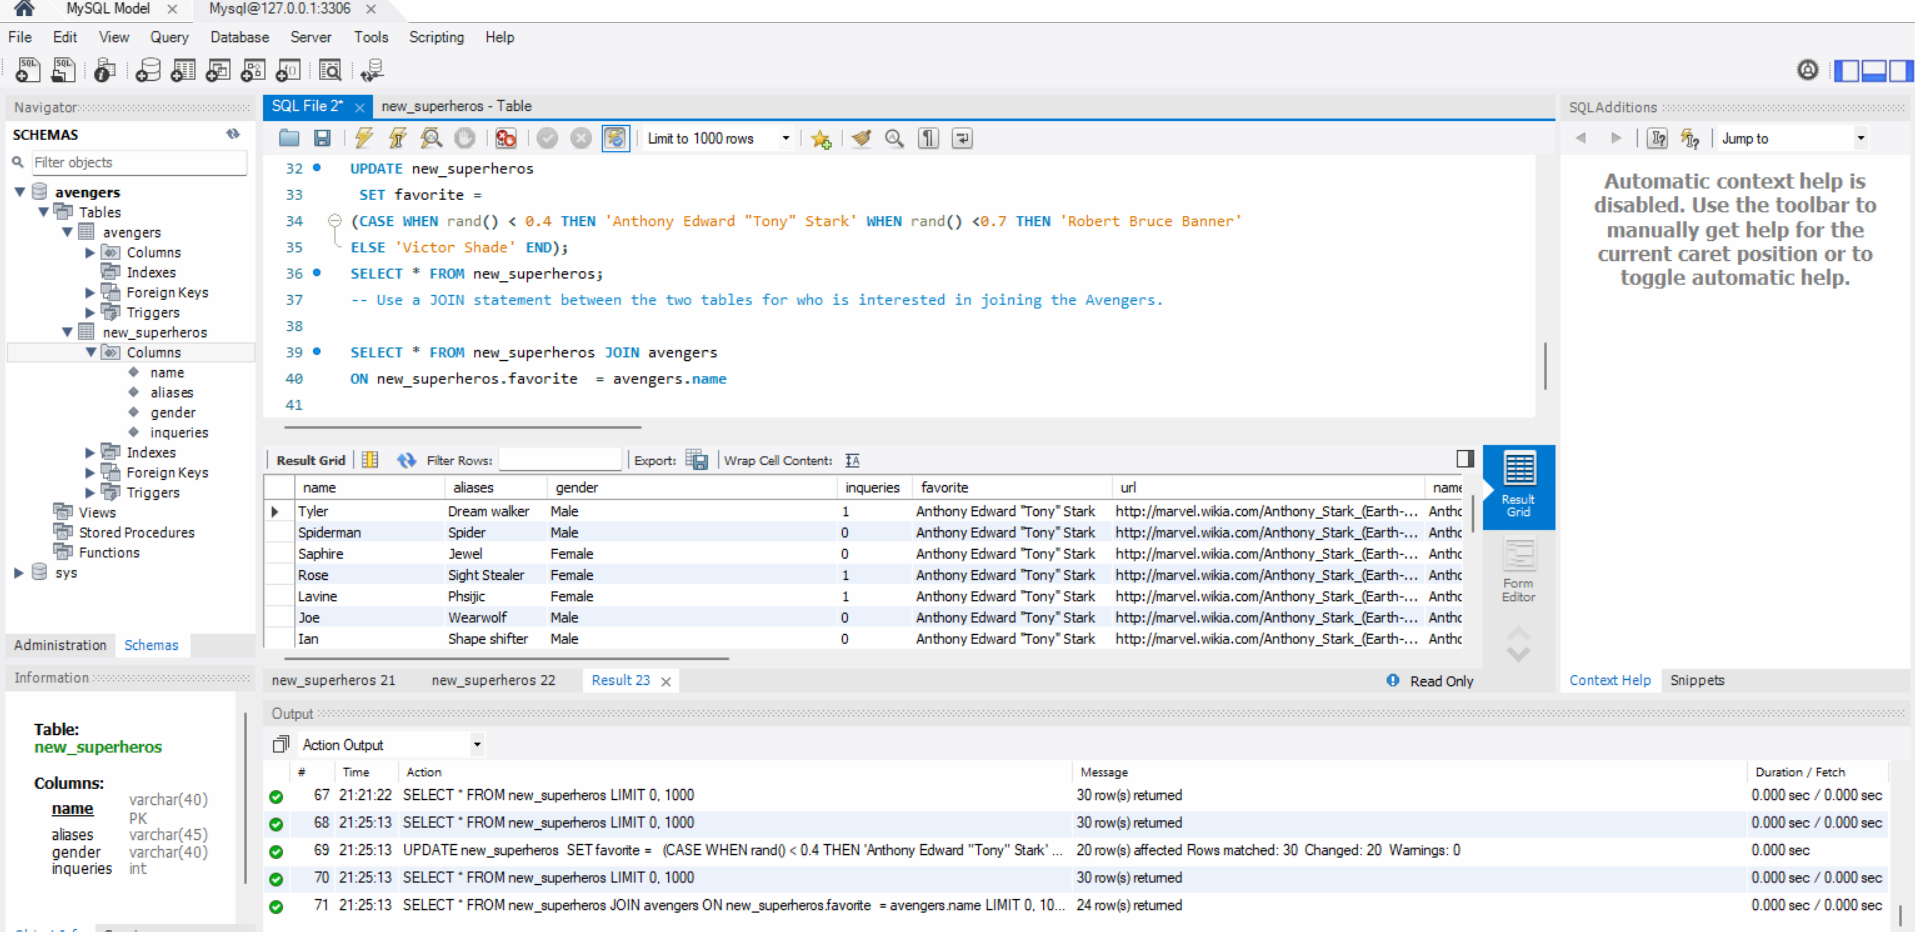 MySQL Model × Mysql@127.0.0.1:3306 ×
File Edit View Query Database Server Tools Scripting Help
Navigator
SCHEMAS
Filter objects
avengers
Tables
avengers
Columns
Indexes
Foreign Keys
Triggers
new_superheros
Columns
name
aliases
gender
inqueries
Indexes
Foreign Keys
Triggers
Views
Stored Procedures
Functions
sys
Administration Schemas
Information
Table:
new_superheros
Columns:
name varchar(40)
PK
aliases varchar(45)
gender varchar(40)
inqueries int
SQL File 2* × new_superheros - Table
Limit to 1000 rows
32 UPDATE new_superheros
33 SET favorite =
34 (CASE WHEN rand() < 0.4 THEN 'Anthony Edward "Tony" Stark' WHEN rand() <0.7 THEN 'Robert Bruce Banner'
35 ELSE 'Victor Shade' END);
36 SELECT * FROM new_superheros;
37 -- Use a JOIN statement between the two tables for who is interested in joining the Avengers.
38
39 SELECT * FROM new_superheros JOIN avengers
40 ON new_superheros.favorite  = avengers.name
41
Result Grid Filter Rows: Export: Wrap Cell Content:
name aliases gender inqueries favorite url name
Tyler Dream walker Male 1 Anthony Edward "Tony" Stark http://marvel.wikia.com/Anthony_Stark_(Earth-... Antho
Spiderman Spider Male 0 Anthony Edward "Tony" Stark http://marvel.wikia.com/Anthony_Stark_(Earth-... Antho
Saphire Jewel Female 0 Anthony Edward "Tony" Stark http://marvel.wikia.com/Anthony_Stark_(Earth-... Antho
Rose Sight Stealer Female 1 Anthony Edward "Tony" Stark http://marvel.wikia.com/Anthony_Stark_(Earth-... Antho
Lavine Phsijic Female 1 Anthony Edward "Tony" Stark http://marvel.wikia.com/Anthony_Stark_(Earth-... Antho
Joe Wearwolf Male 0 Anthony Edward "Tony" Stark http://marvel.wikia.com/Anthony_Stark_(Earth-... Antho
Ian Shape shifter Male 0 Anthony Edward "Tony" Stark http://marvel.wikia.com/Anthony_Stark_(Earth-... Antho
Result
Grid
Form
Editor
new_superheros 21 new_superheros 22 Result 23 × Read Only
SQLAdditions
Jump to
Automatic context help is
disabled. Use the toolbar to
manually get help for the
current caret position or to
toggle automatic help.
Context Help Snippets
Output
Action Output
# Time Action Message Duration / Fetch
67 21:21:22 SELECT * FROM new_superheros LIMIT 0, 1000 30 row(s) returned 0.000 sec / 0.000 sec
68 21:25:13 SELECT * FROM new_superheros LIMIT 0, 1000 30 row(s) returned 0.000 sec / 0.000 sec
69 21:25:13 UPDATE new_superheros SET favorite = (CASE WHEN rand() < 0.4 THEN 'Anthony Edward "Tony" Stark' ... 20 row(s) affected Rows matched: 30 Changed: 20 Warnings: 0 0.000 sec
70 21:25:13 SELECT * FROM new_superheros LIMIT 0, 1000 30 row(s) returned 0.000 sec / 0.000 sec
71 21:25:13 SELECT * FROM new_superheros JOIN avengers ON new_superheros.favorite = avengers.name LIMIT 0, 10... 24 row(s) returned 0.000 sec / 0.000 sec